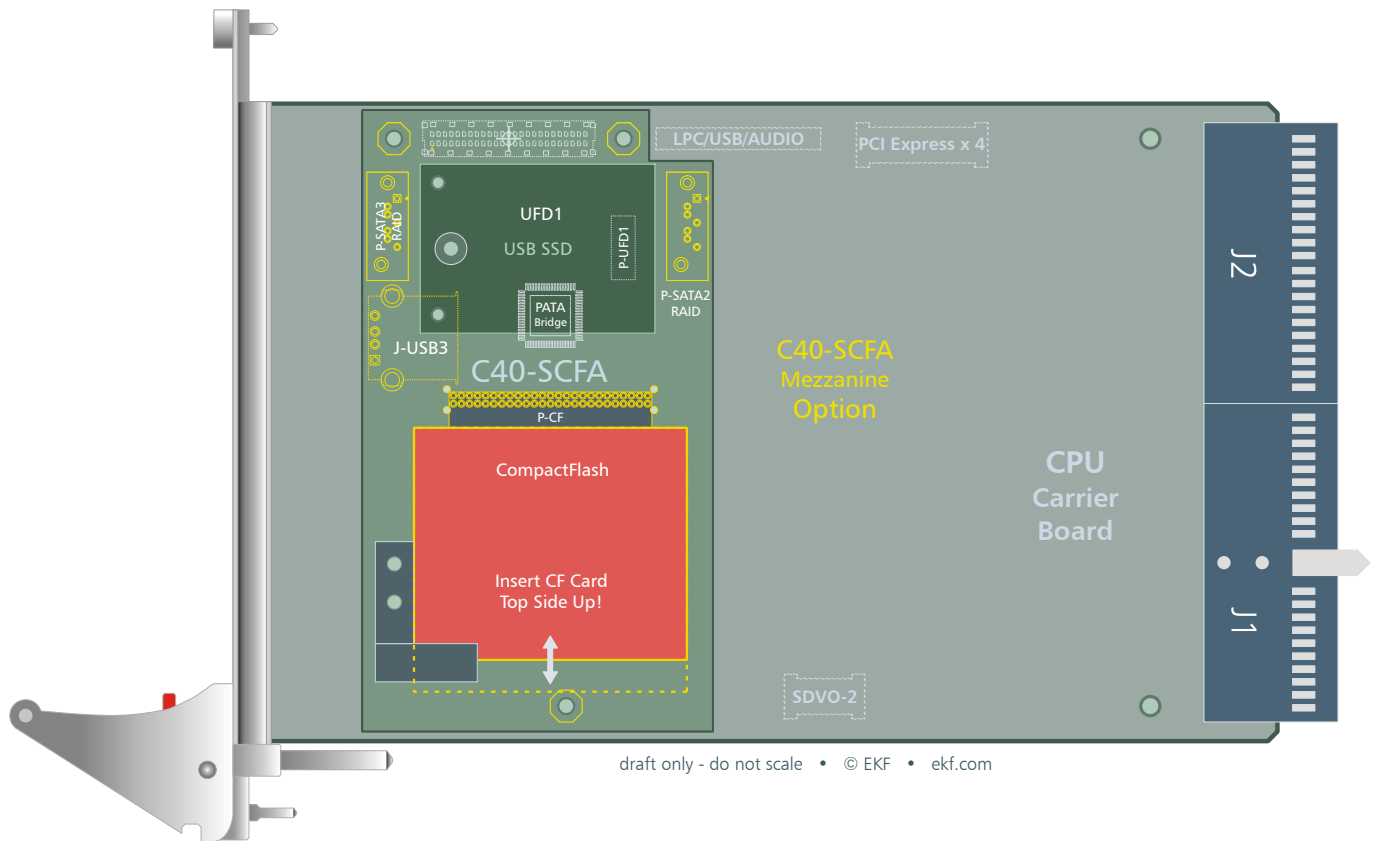 LPC/USB/AUDIO
PCI Express x 4
P-SATA3
RAID
UFD1
USB SSD
P-UFD1
PATA
Bridge
P-SATA2
RAID
J-USB3
C40-SCFA
P-CF
CompactFlash
Insert CF Card
Top Side Up!
C40-SCFA
Mezzanine
Option
CPU
Carrier
Board
SDVO-2
J2
J1
draft only - do not scale • © EKF • ekf.com